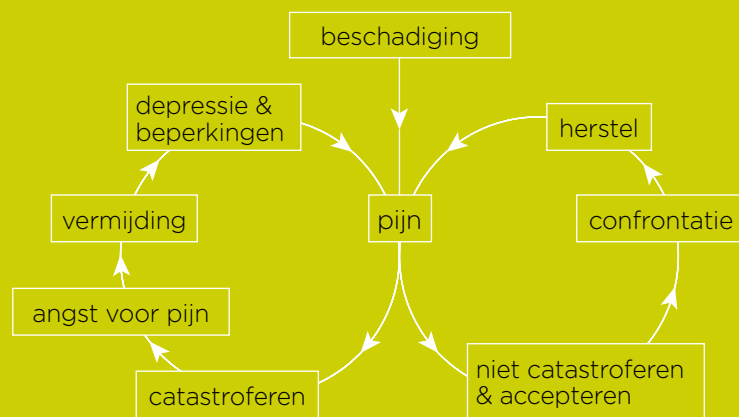 beschadiging
depressie &
beperkingen
herstel
vermijding
pijn
confrontatie
angst voor pijn
niet catastroferen
& accepteren
catastroferen